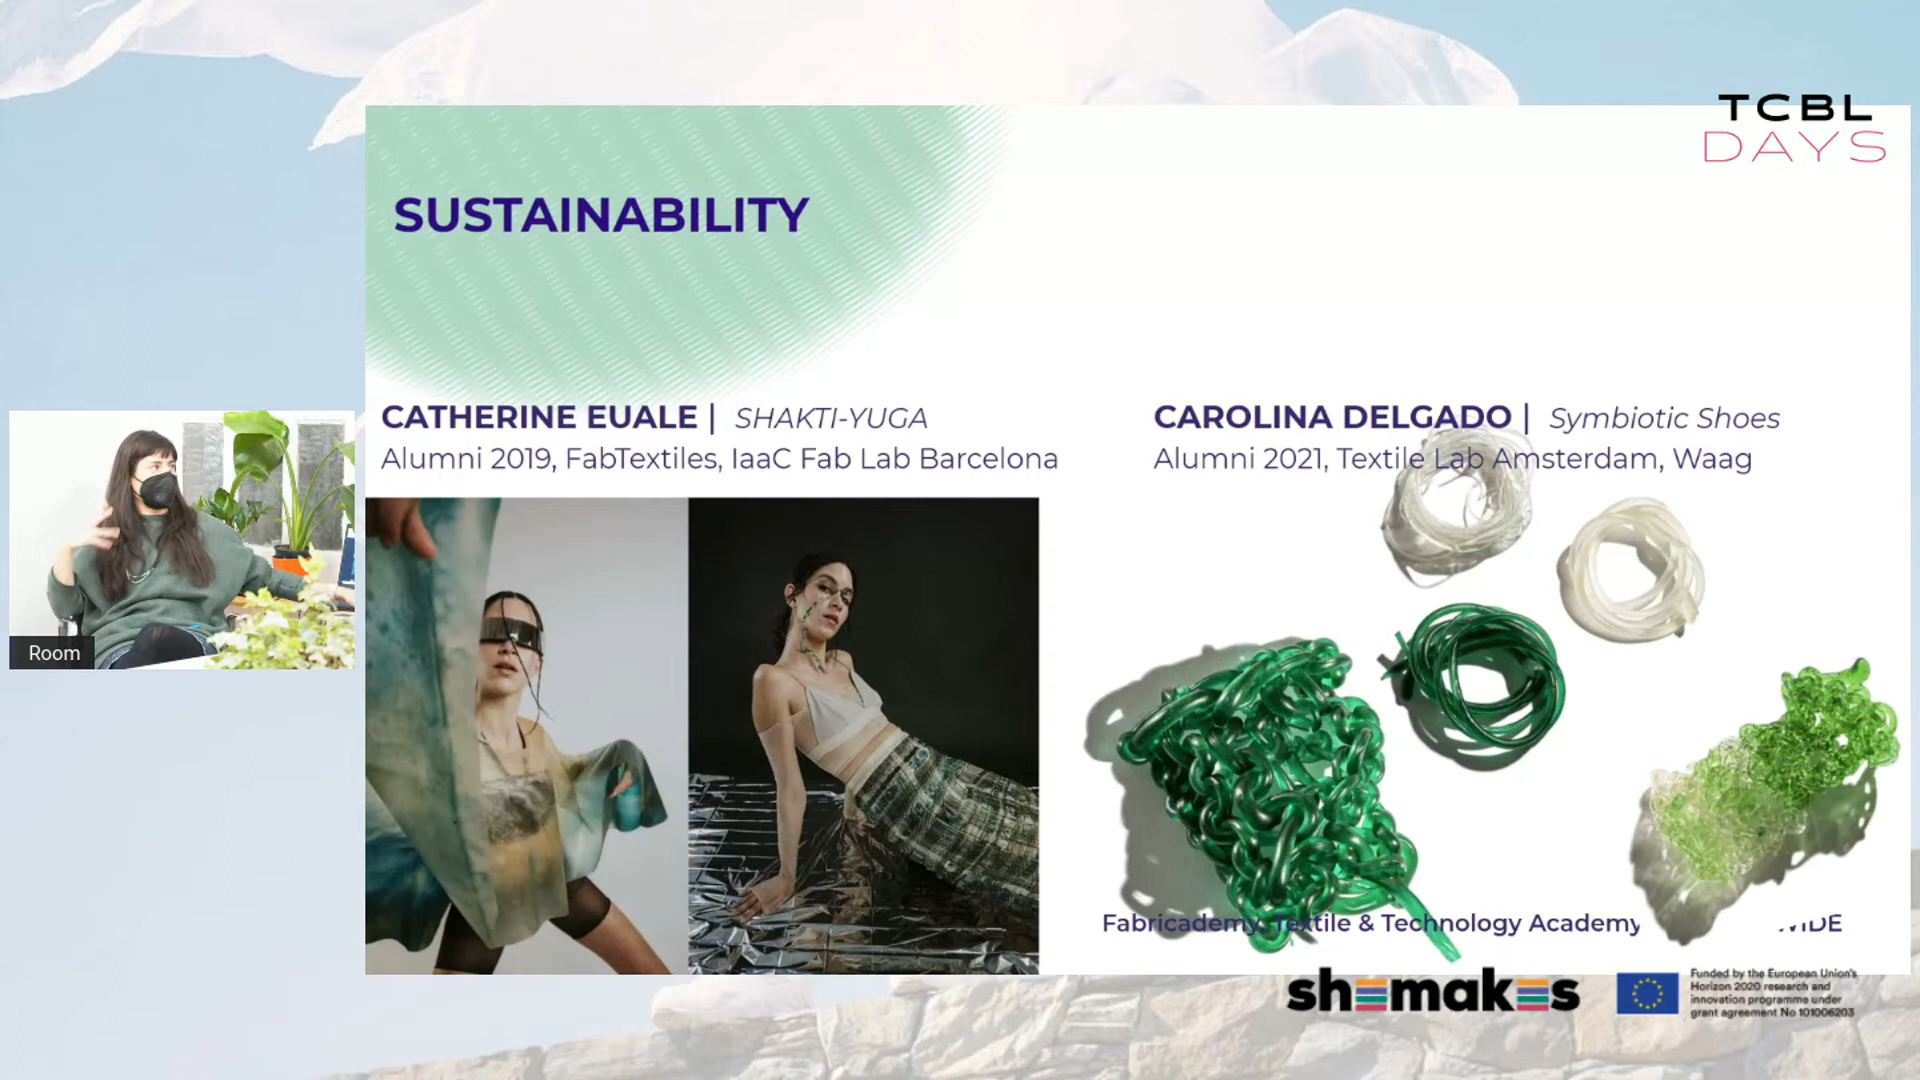 TCBL
DAYS
SUSTAINABILITY
CATHERINE EUALE | SHAKTI-YUGA
Alumni 2019, FabTextiles, IaaC Fab Lab Barcelona
CAROLINA DELGADO | Symbiotic Shoes
Alumni 2021, Textile Lab Amsterdam, Waag
Room
Fabricademy, Textile & Technology Academy
shemakes
Funded by the European Union's
Horizon 2020 research and
innovation programme under
grant agreement No 101006203